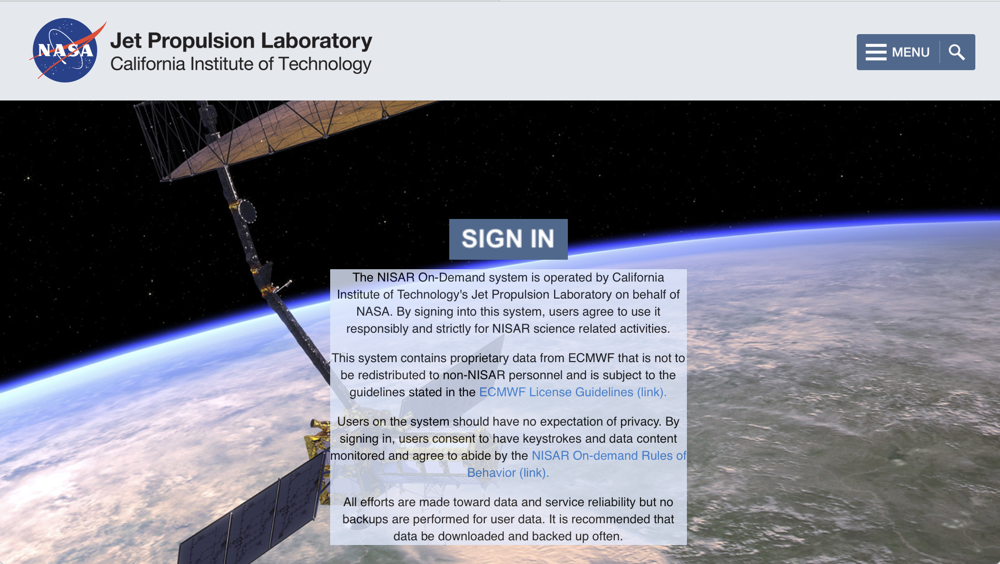 NASA
Jet Propulsion Laboratory
California Institute of Technology
MENU
SIGN IN
The NISAR On-Demand system is operated by California
Institute of Technology's Jet Propulsion Laboratory on behalf of
NASA. By signing into this system, users agree to use it
responsibly and strictly for NISAR science related activities.
This system contains proprietary data from ECMWF that is not to
be redistributed to non-NISAR personnel and is subject to the
guidelines stated in the ECMWF License Guidelines (link).
Users on the system should have no expectation of privacy. By
signing in, users consent to have keystrokes and data content
monitored and agree to abide by the NISAR On-demand Rules of
Behavior (link).
All efforts are made toward data and service reliability but no
backups are performed for user data. It is recommended that
data be downloaded and backed up often.